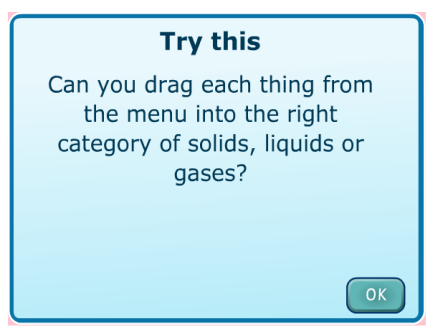 Try this
Can you drag each thing from
the menu into the right
category of solids, liquids or
gases?
OK